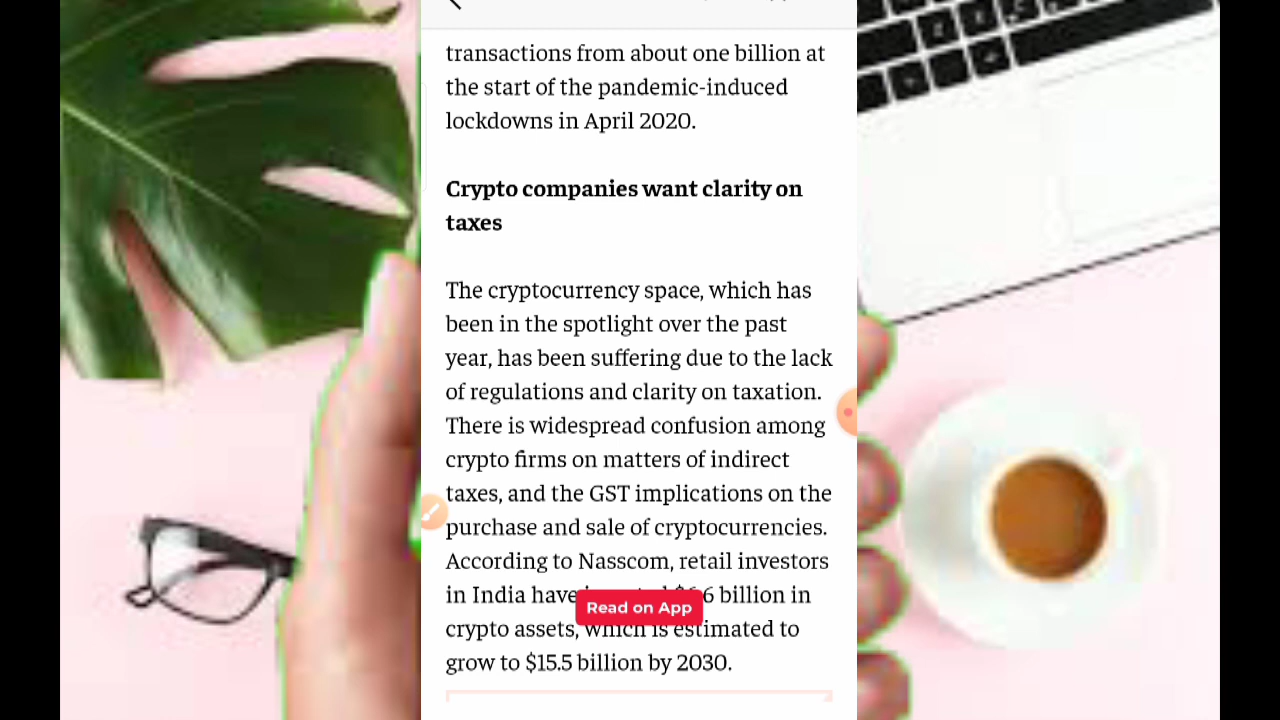 transactions from about one billion at
the start of the pandemic-induced
lockdowns in April 2020.
Crypto companies want clarity on
taxes
The cryptocurrency space, which has
been in the spotlight over the past
year, has been suffering due to the lack
of regulations and clarity on taxation.
There is widespread confusion among
crypto firms on matters of indirect
taxes, and the GST implications on the
purchase and sale of cryptocurrencies.
According to Nasscom, retail investors
in India have billion in
Read on App
crypto assets, which is estimated to
grow to $15.5 billion by 2030.